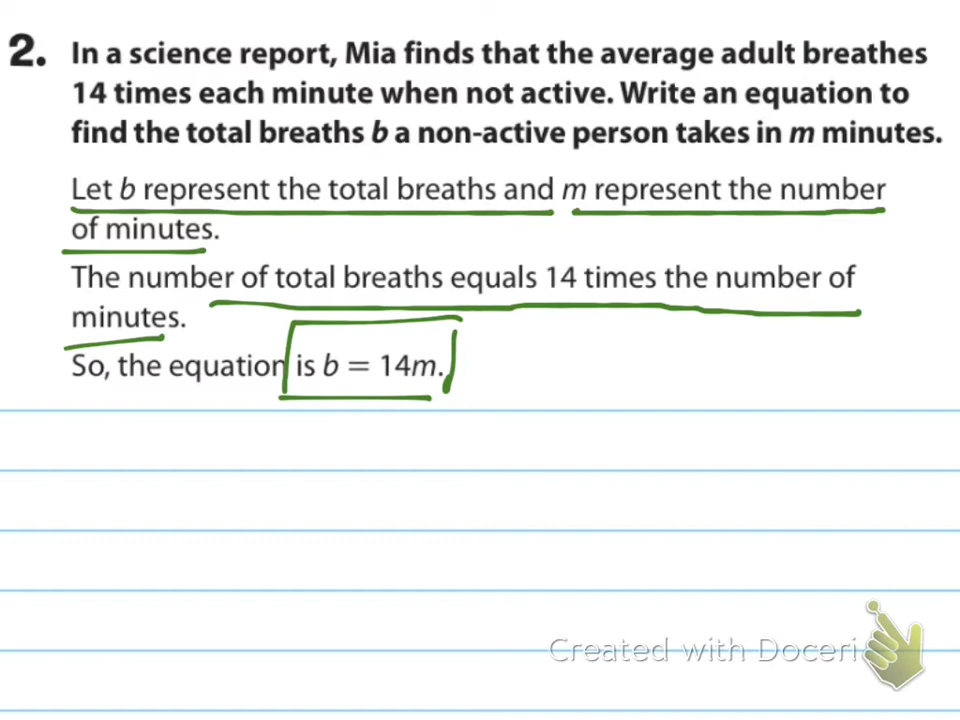 2. In a science report, Mia finds that the average adult breathes
14 times each minute when not active. Write an equation to
find the total breaths b a non-active person takes in m minutes.
Let b represent the total breaths and m represent the number
of minutes.
The number of total breaths equals 14 times the number of
minutes.
So, the equation is b = 14m.
Created with Doceri